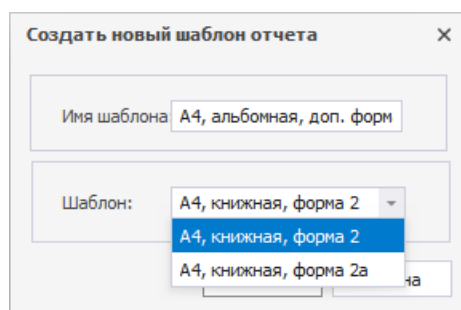 Создать новый шаблон отчета
Имя шаблона: А4, альбомная, доп. форм
Шаблон: А4, книжная, форма 2
А4, книжная, форма 2
А4, книжная, форма 2а
на